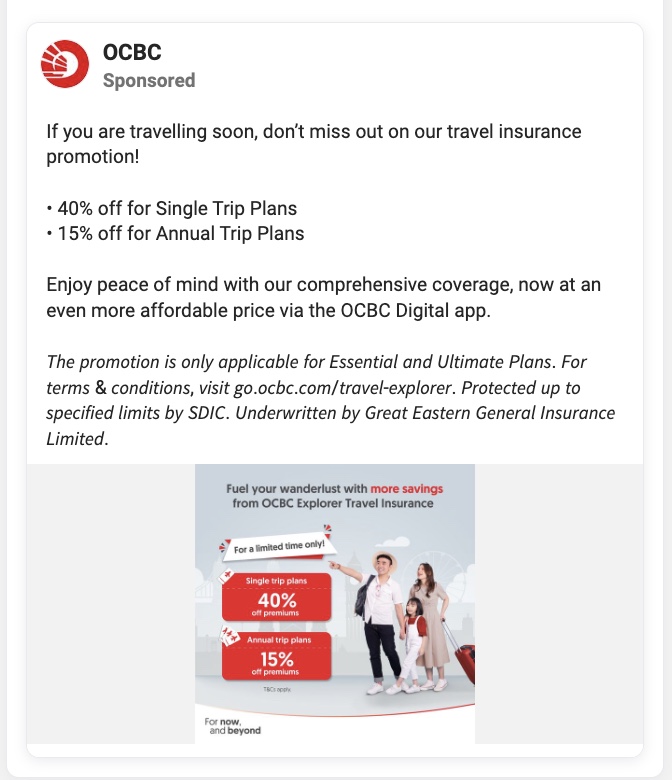 OCBC
Sponsored
If you are travelling soon, don’t miss out on our travel insurance
promotion!
• 40% off for Single Trip Plans
• 15% off for Annual Trip Plans
Enjoy peace of mind with our comprehensive coverage, now at an
even more affordable price via the OCBC Digital app.
The promotion is only applicable for Essential and Ultimate Plans. For
terms & conditions, visit go.ocbc.com/travel-explorer. Protected up to
specified limits by SDIC. Underwritten by Great Eastern General Insurance
Limited.
Fuel your wanderlust with more savings
from OCBC Explorer Travel Insurance
For a limited time only!
Single trip plans
40%
off premiums
Annual trip plans
15%
off premiums
T&Cs apply.
For now,
and beyond